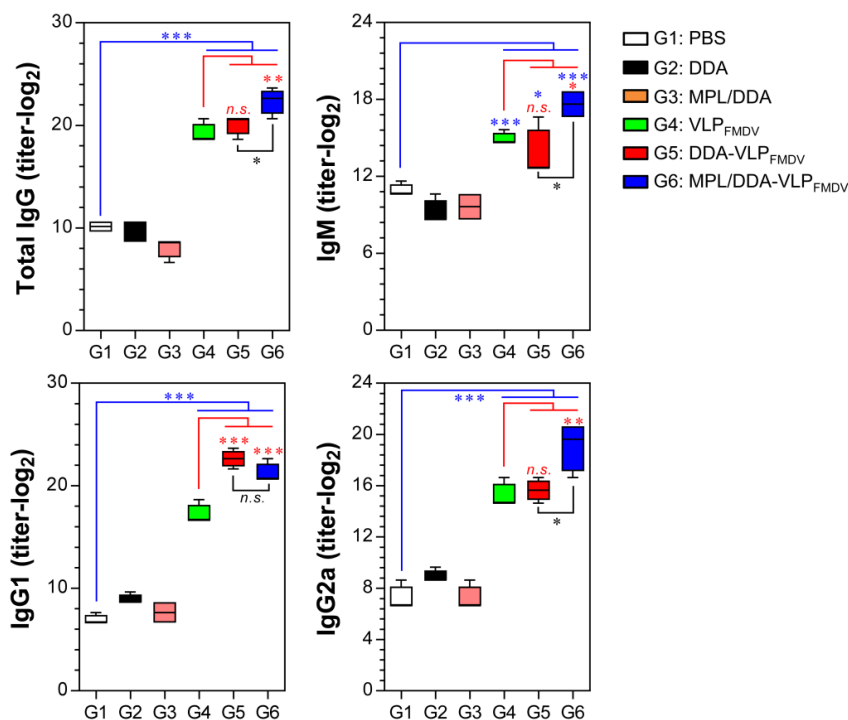 Total IgG (titer-log2)
30
20
10
0
***
**
n.s.
*
G1 G2 G3 G4 G5 G6
IgM (titer-log2)
24
18
12
6
0
***
*
n.s.
***
*
*
G1 G2 G3 G4 G5 G6
G1: PBS
G2: DDA
G3: MPL/DDA
G4: VLPFMDV
G5: DDA-VLPFMDV
G6: MPL/DDA-VLPFMDV
IgG1 (titer-log2)
30
20
10
0
***
***
***
n.s.
G1 G2 G3 G4 G5 G6
IgG2a (titer-log2)
24
20
16
12
8
4
0
***
**
n.s.
*
G1 G2 G3 G4 G5 G6